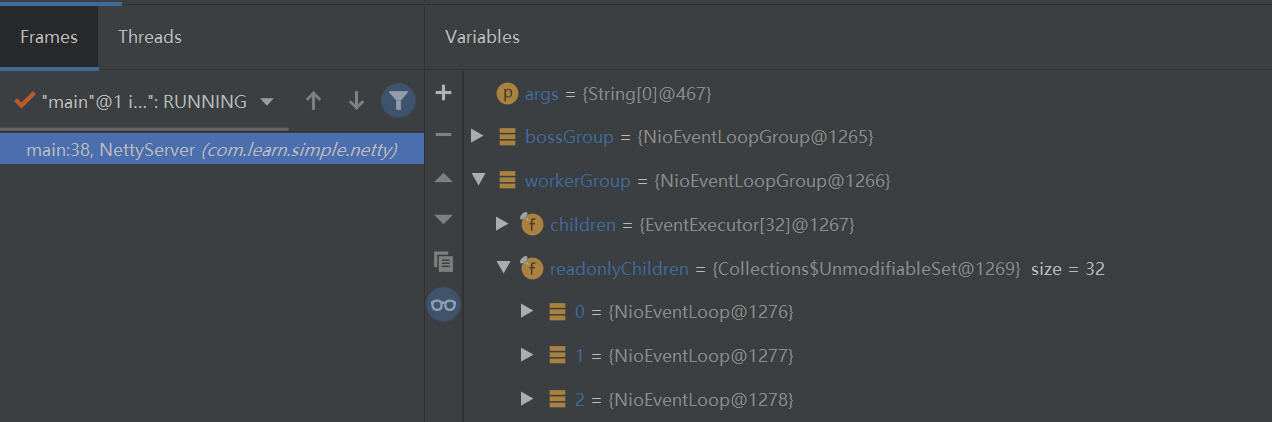 Frames Threads Variables
"main"@1 i...": RUNNING
main:38, NettyServer (com.learn.simple.netty)
p args = {String[0]@467}
bossGroup = {NioEventLoopGroup@1265}
workerGroup = {NioEventLoopGroup@1266}
f children = {EventExecutor[32]@1267}
f readonlyChildren = {Collections$UnmodifiableSet@1269} size = 32
0 = {NioEventLoop@1276}
1 = {NioEventLoop@1277}
2 = {NioEventLoop@1278}